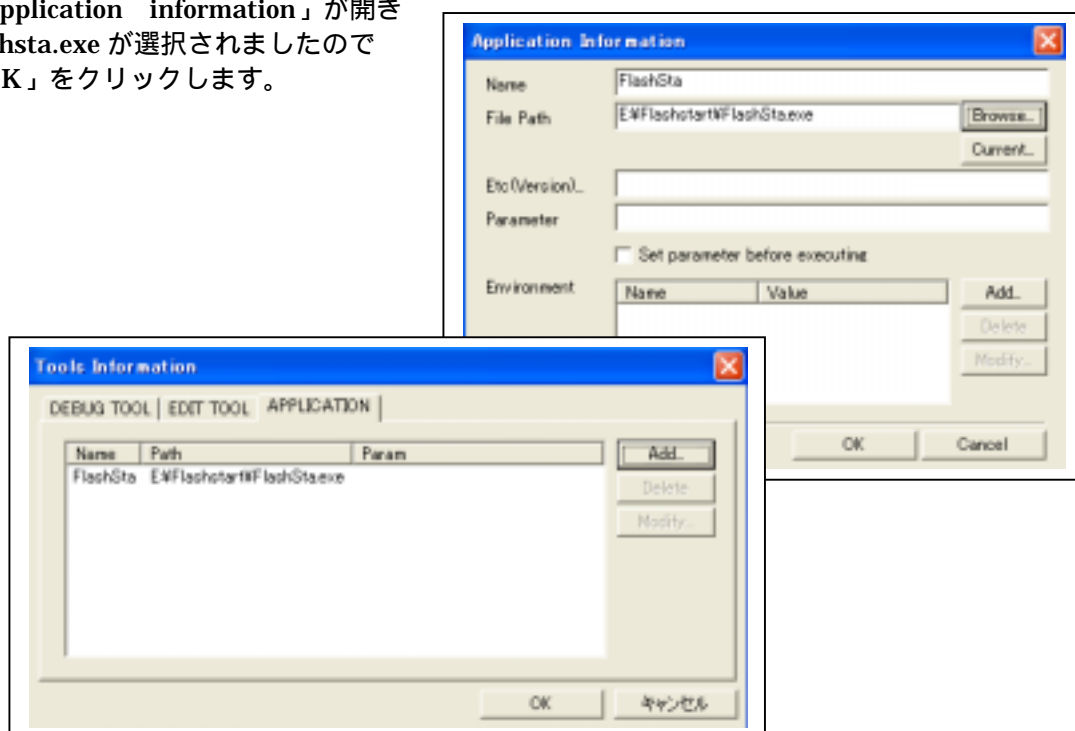 pplication information」が開き
hsta.exe が選択されましたので
K」をクリックします。
Application Information
Name FlashSta
File Path E:¥Flashstart¥FlashSta.exe Browse...
Current...
Etc(Version)...
Parameter
Set parameter before executing
Environment Name Value Add...
Delete
Modify...
OK Cancel
Tools Information
DEBUG TOOL EDIT TOOL APPLICATION
Name Path Param Add...
FlashSta E:¥Flashstart¥FlashSta.exe
Delete
Modify...
OK キャンセル